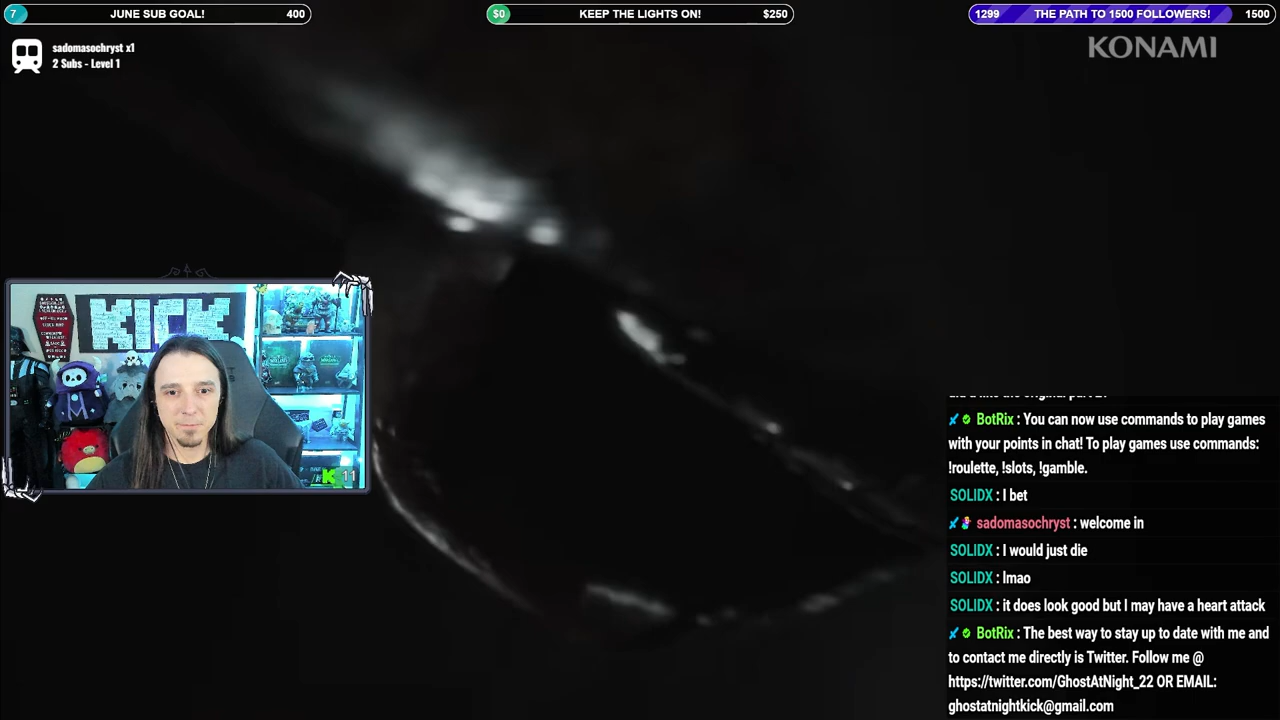 7 JUNE SUB GOAL! 400
$0 KEEP THE LIGHTS ON! $250
1299 THE PATH TO 1500 FOLLOWERS! 1500
sadomasochryst x1
2 Subs - Level 1
KONAMI
KICK
11
BotRix : You can now use commands to play games
with your points in chat! To play games use commands:
!roulette, !slots, !gamble.
SOLIDX : I bet
sadomasochryst : welcome in
SOLIDX : I would just die
SOLIDX : lmao
SOLIDX : it does look good but I may have a heart attack
BotRix : The best way to stay up to date with me and
to contact me directly is Twitter. Follow me @
https://twitter.com/GhostAtNight_22 OR EMAIL:
ghostatnightkick@gmail.com